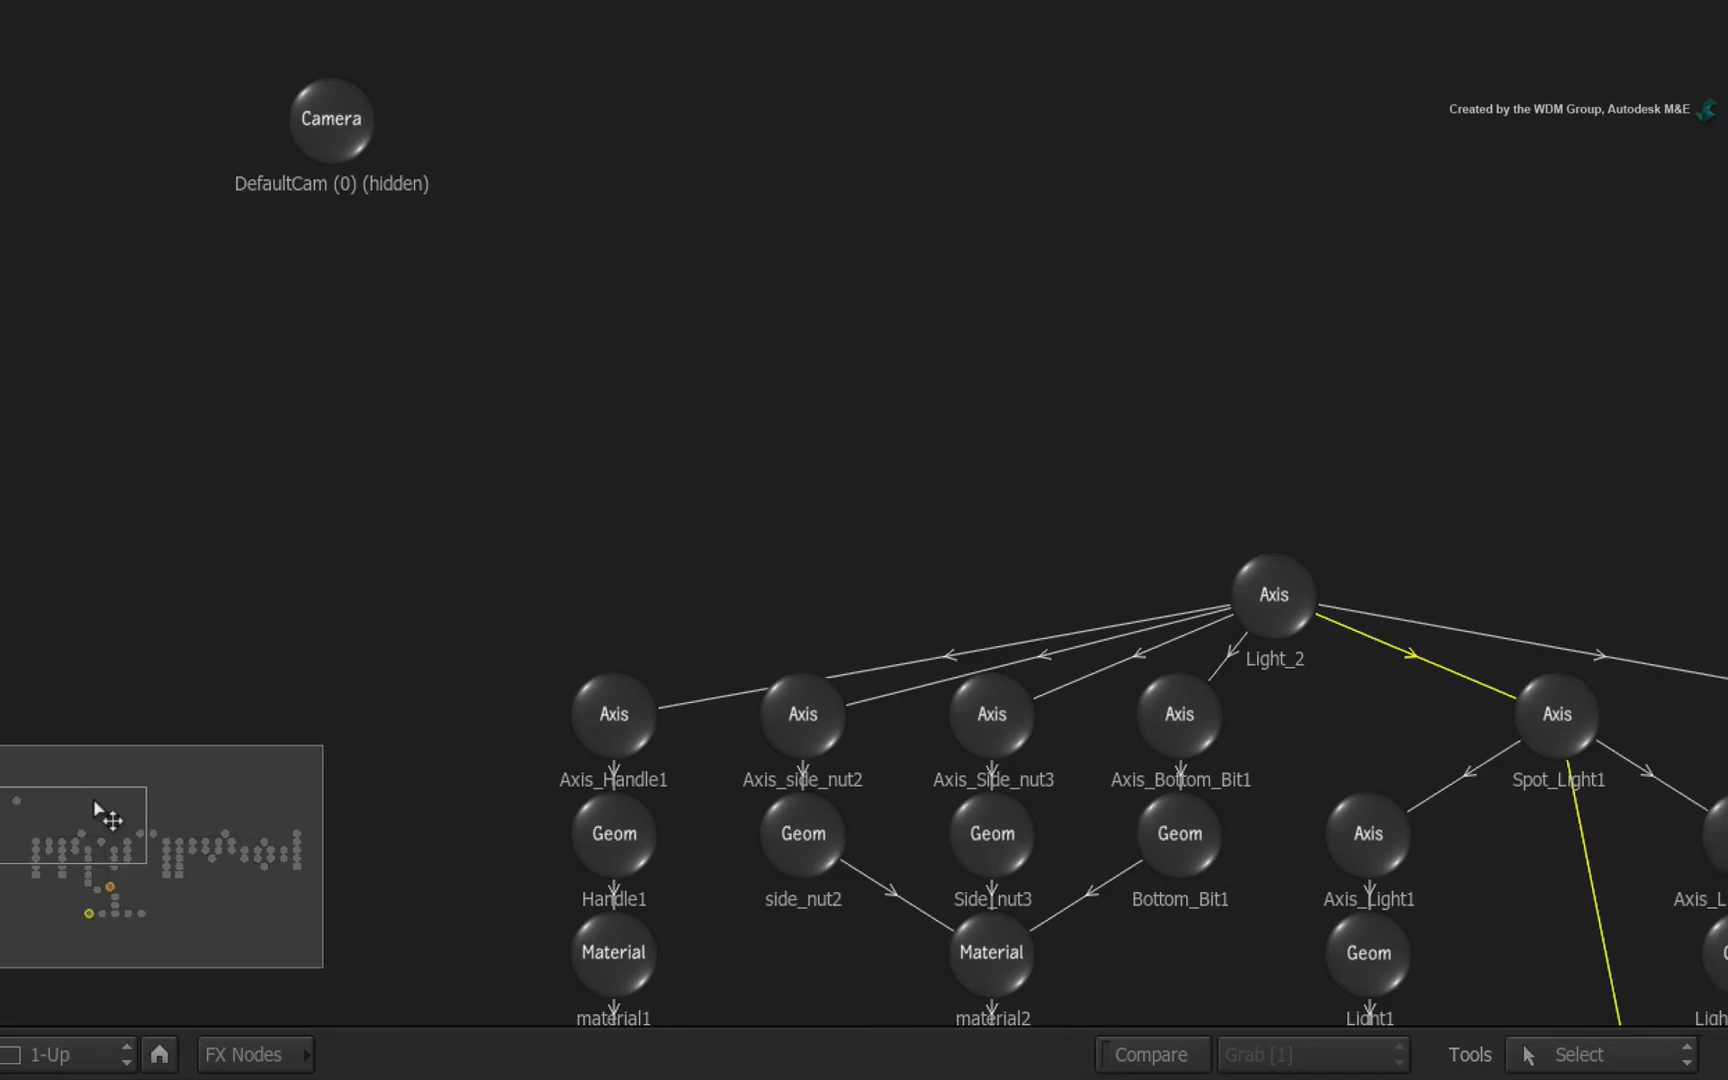 Camera
DefaultCam (0) (hidden)
Created by the WDM Group, Autodesk M&E
Axis
Light_2
Axis
Axis
Axis
Axis
Axis
Axis_Handle1
Axis_side_nut2
Axis_Side_nut3
Axis_Bottom_Bit1
Spot_Light1
Geom
Geom
Geom
Geom
Axis
Handle1
side_nut2
Side_nut3
Bottom_Bit1
Axis_Light1
Axis_L
Material
Material
Geom
material1
material2
Light1
Ligh
1-Up
FX Nodes
Compare
Grab [1]
Tools
Select